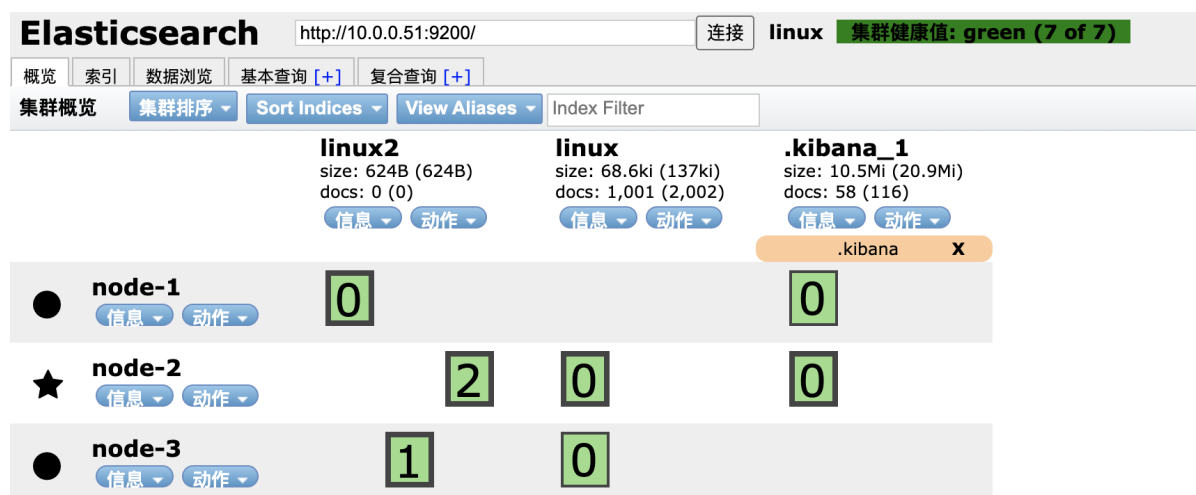 Elasticsearch http://10.0.0.51:9200/ 连接 linux 集群健康值: green (7 of 7)
概览 索引 数据浏览 基本查询 [+] 复合查询 [+]
集群概览 集群排序 Sort Indices View Aliases Index Filter
linux2 linux .kibana_1
size: 624B (624B) size: 68.6ki (137ki) size: 10.5Mi (20.9Mi)
docs: 0 (0) docs: 1,001 (2,002) docs: 58 (116)
信息 动作 信息 动作 信息 动作
.kibana X
node-1 0 0
信息 动作
node-2 2 0 0
信息 动作
node-3 1 0
信息 动作